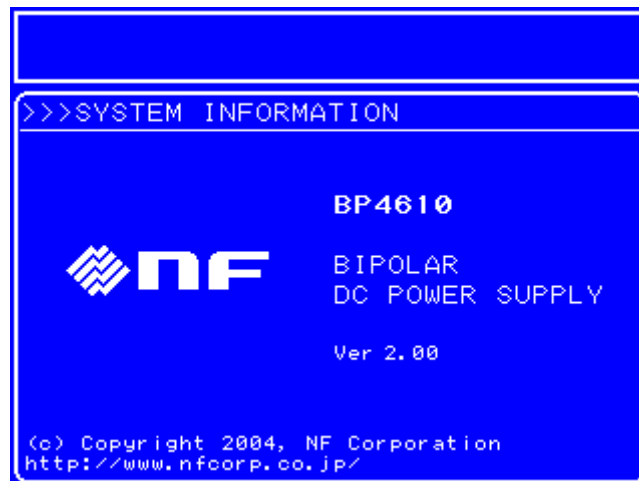 >>>SYSTEM INFORMATION
BP4610
nF
BIPOLAR
DC POWER SUPPLY
Ver 2.00
(c) Copyright 2004, NF Corporation
http://www.nfcorp.co.jp/